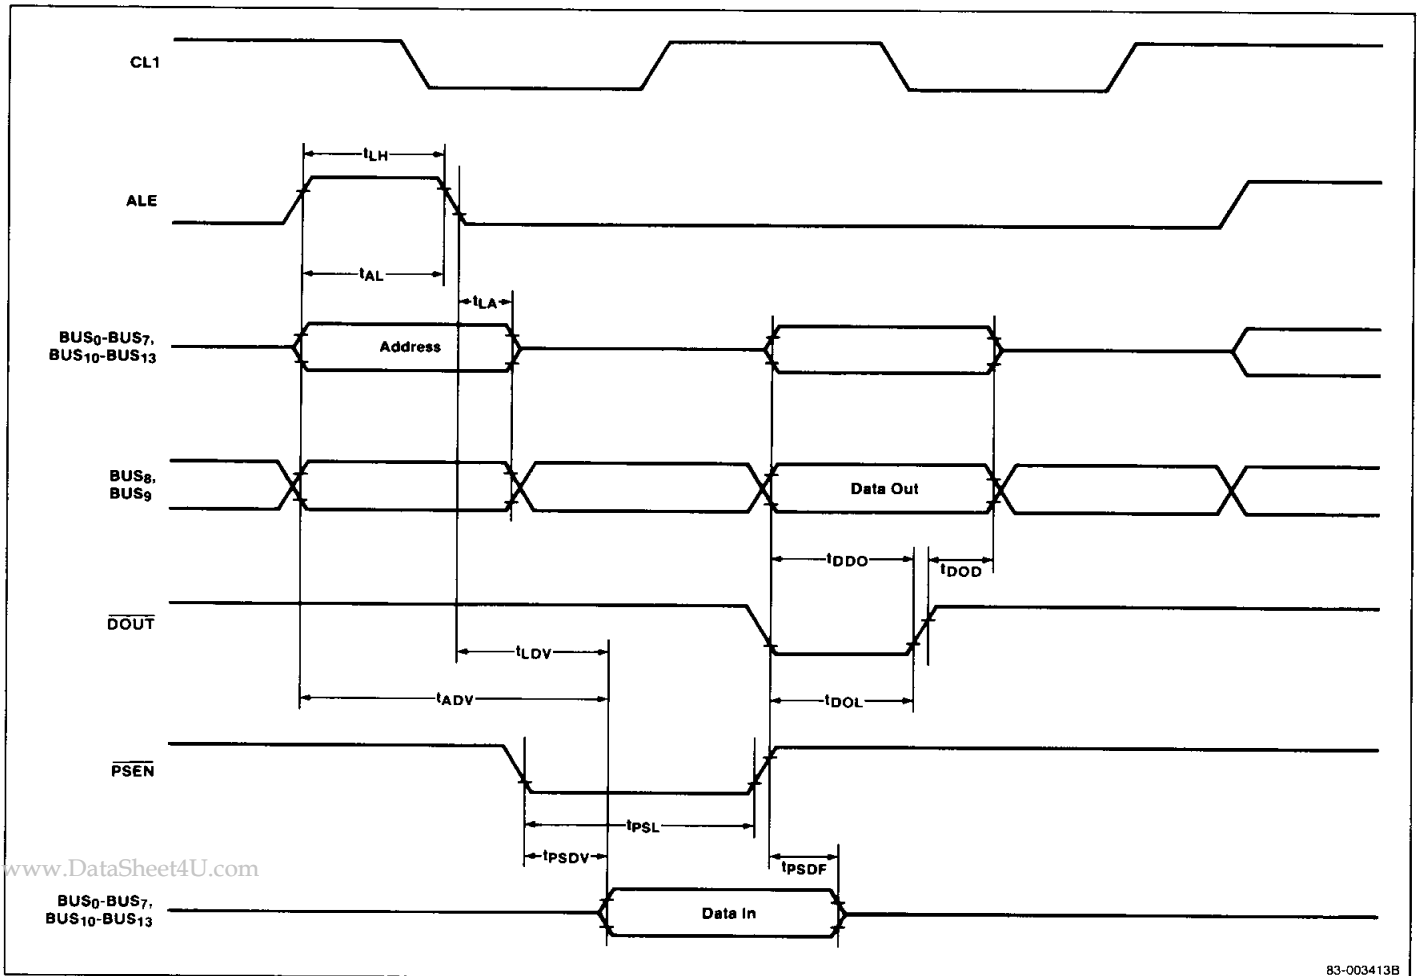 CL1
tLH
ALE
tAL
tLA
BUS0-BUS7,
BUS10-BUS13
Address
BUS8,
BUS9
Data Out
tDDO
tDOD
DOUT
tLDV
tADV
tDOL
PSEN
tPSL
tPSDV
tPSDF
www.DataSheet4U.com
BUS0-BUS7,
BUS10-BUS13
Data In
83-003413B